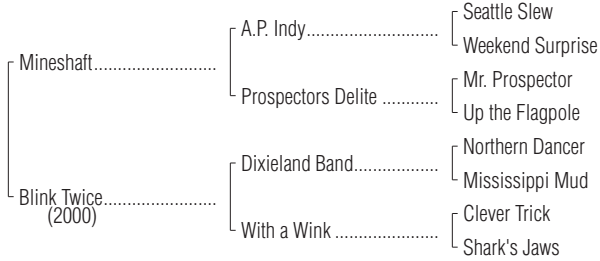 Seattle Slew
A.P. Indy..............................
Weekend Surprise
Mineshaft............................
Mr. Prospector
Prospectors Delite .............
Up the Flagpole
Northern Dancer
Dixieland Band...................
Mississippi Mud
Blink Twice..........................
(2000)
Clever Trick
With a Wink .......................
Shark's Jaws